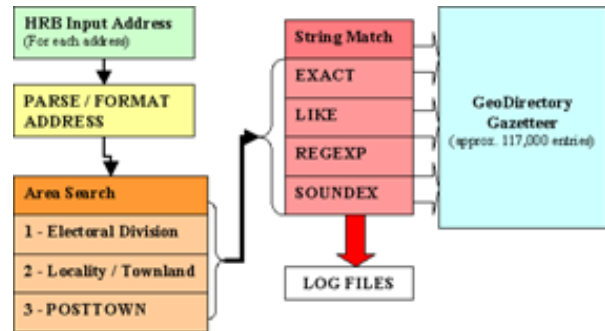 HRB Input Address
(For each address)
PARSE / FORMAT
ADDRESS
Area Search
1 - Electoral Division
2 - Locality / Townland
3 - POSTTOWN
String Match
EXACT
LIKE
REGEXP
SOUNDEX
LOG FILES
GeoDirectory
Gazetteer
(approx. 117,000 entries)